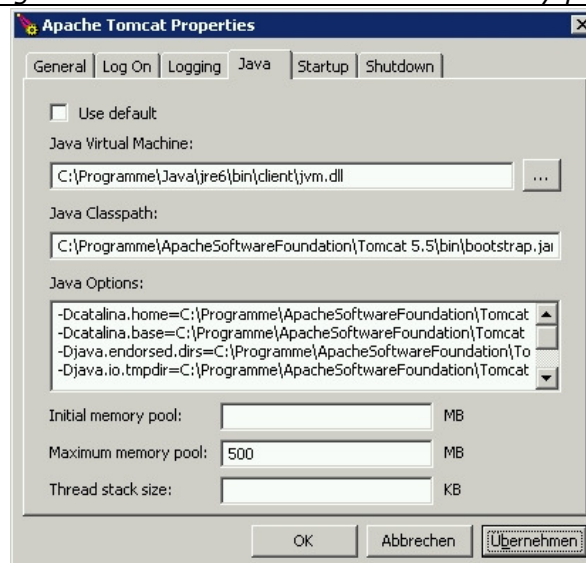 Apache Tomcat Properties
General Log On Logging Java Startup Shutdown
Use default
Java Virtual Machine:
C:\Programme\Java\jre6\bin\client\jvm.dll ...
Java Classpath:
C:\Programme\ApacheSoftwareFoundation\Tomcat 5.5\bin\bootstrap.jar
Java Options:
-Dcatalina.home=C:\Programme\ApacheSoftwareFoundation\Tomcat
-Dcatalina.base=C:\Programme\ApacheSoftwareFoundation\Tomcat
-Djava.endorsed.dirs=C:\Programme\ApacheSoftwareFoundation\To
-Djava.io.tmpdir=C:\Programme\ApacheSoftwareFoundation\Tomcat
Initial memory pool: MB
Maximum memory pool: 500 MB
Thread stack size: KB
OK Abbrechen Übernehmen